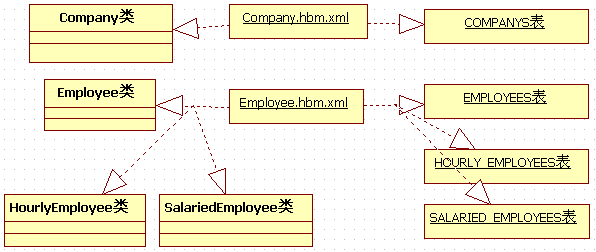 Company类
Company.hbm.xml
COMPANYS表
Employee类
Employee.hbm.xml
EMPLOYEES表
HOURLY_EMPLOYEES表
HourlyEmployee类
SalariedEmployee类
SALARIED_EMPLOYEES表